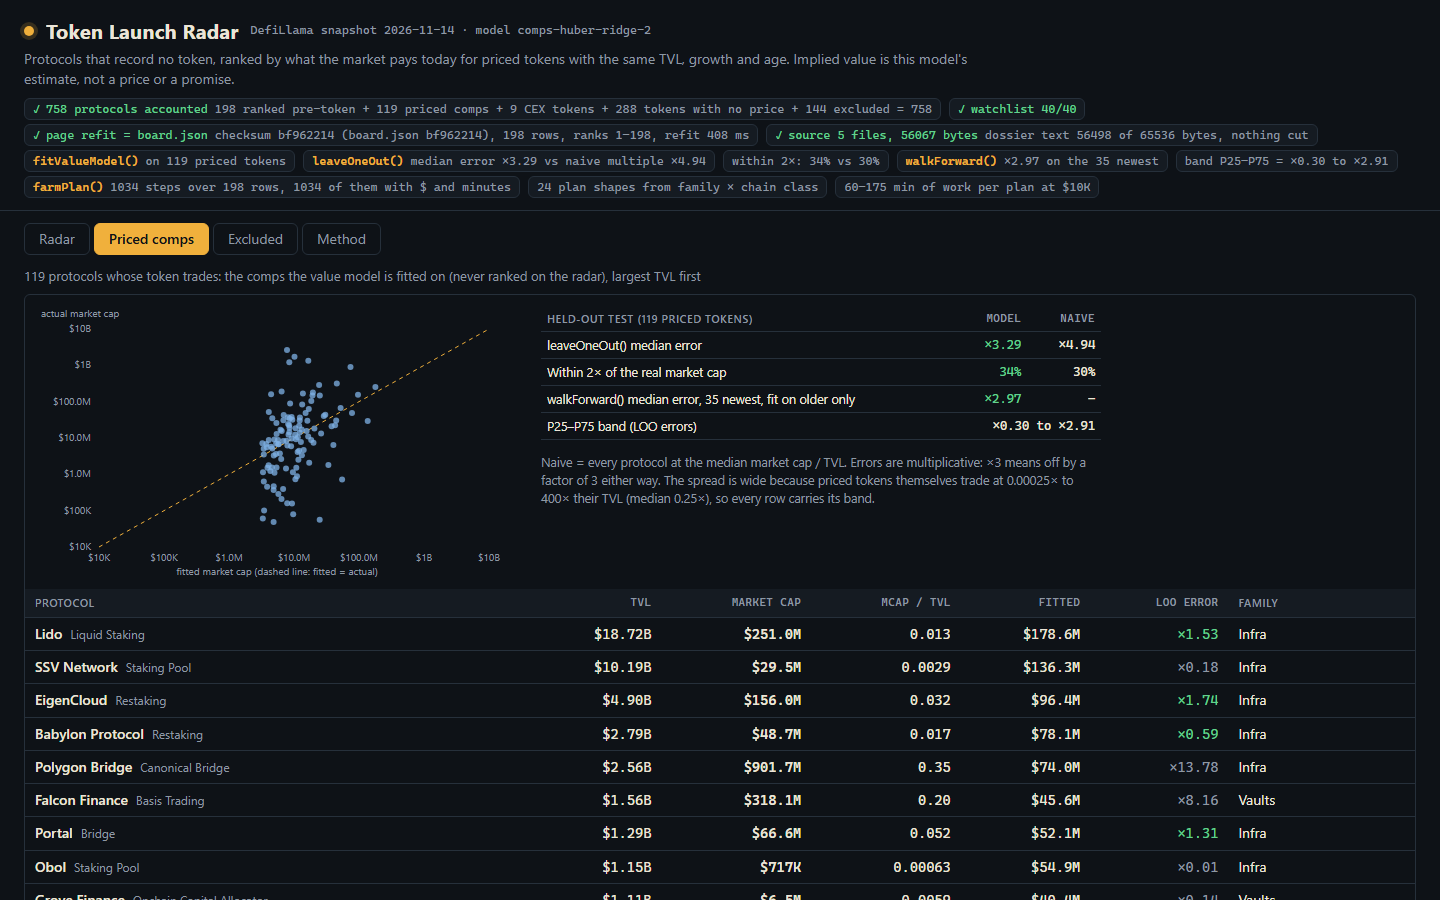 Token Launch Radar DefiLlama snapshot 2026-11-14 · model comps-huber-ridge-2
Protocols that record no token, ranked by what the market pays today for priced tokens with the same TVL, growth and age. Implied value is this model's
estimate, not a price or a promise.
✓ 758 protocols accounted 198 ranked pre-token + 119 priced comps + 9 CEX tokens + 288 tokens with no price + 144 excluded = 758 ✓ watchlist 40/40
✓ page refit = board.json checksum bf962214 (board.json bf962214), 198 rows, ranks 1–198, refit 408 ms ✓ source 5 files, 56067 bytes dossier text 56498 of 65536 bytes, nothing cut
fitValueModel() on 119 priced tokens leaveOneOut() median error ×3.29 vs naive multiple ×4.94 within 2×: 34% vs 30% walkForward() ×2.97 on the 35 newest band P25–P75 = ×0.30 to ×2.91
farmPlan() 1034 steps over 198 rows, 1034 of them with $ and minutes 24 plan shapes from family × chain class 60–175 min of work per plan at $10K
Radar Priced comps Excluded Method
119 protocols whose token trades: the comps the value model is fitted on (never ranked on the radar), largest TVL first
actual market cap
$10B
$1B
$100.0M
$10.0M
$1.0M
$100K
$10K
$10K $100K $1.0M $10.0M $100.0M $1B $10B
fitted market cap (dashed line: fitted = actual)
HELD-OUT TEST (119 PRICED TOKENS) MODEL NAIVE
leaveOneOut() median error ×3.29 ×4.94
Within 2× of the real market cap 34% 30%
walkForward() median error, 35 newest, fit on older only ×2.97 –
P25–P75 band (LOO errors) ×0.30 to ×2.91
Naive = every protocol at the median market cap / TVL. Errors are multiplicative: ×3 means off by a
factor of 3 either way. The spread is wide because priced tokens themselves trade at 0.00025× to
400× their TVL (median 0.25×), so every row carries its band.
PROTOCOL TVL MARKET CAP MCAP / TVL FITTED LOO ERROR FAMILY
Lido Liquid Staking $18.72B $251.0M 0.013 $178.6M ×1.53 Infra
SSV Network Staking Pool $10.19B $29.5M 0.0029 $136.3M ×0.18 Infra
EigenCloud Restaking $4.90B $156.0M 0.032 $96.4M ×1.74 Infra
Babylon Protocol Restaking $2.79B $48.7M 0.017 $78.1M ×0.59 Infra
Polygon Bridge Canonical Bridge $2.56B $901.7M 0.35 $74.0M ×13.78 Infra
Falcon Finance Basis Trading $1.56B $318.1M 0.20 $45.6M ×8.16 Vaults
Portal Bridge $1.29B $66.6M 0.052 $52.1M ×1.31 Infra
Obol Staking Pool $1.15B $717K 0.00063 $54.9M ×0.01 Infra
Grove Finance Onchain Capital Allocator $1.11B $6.5M 0.0059 $40.4M ×0.14 Vaults